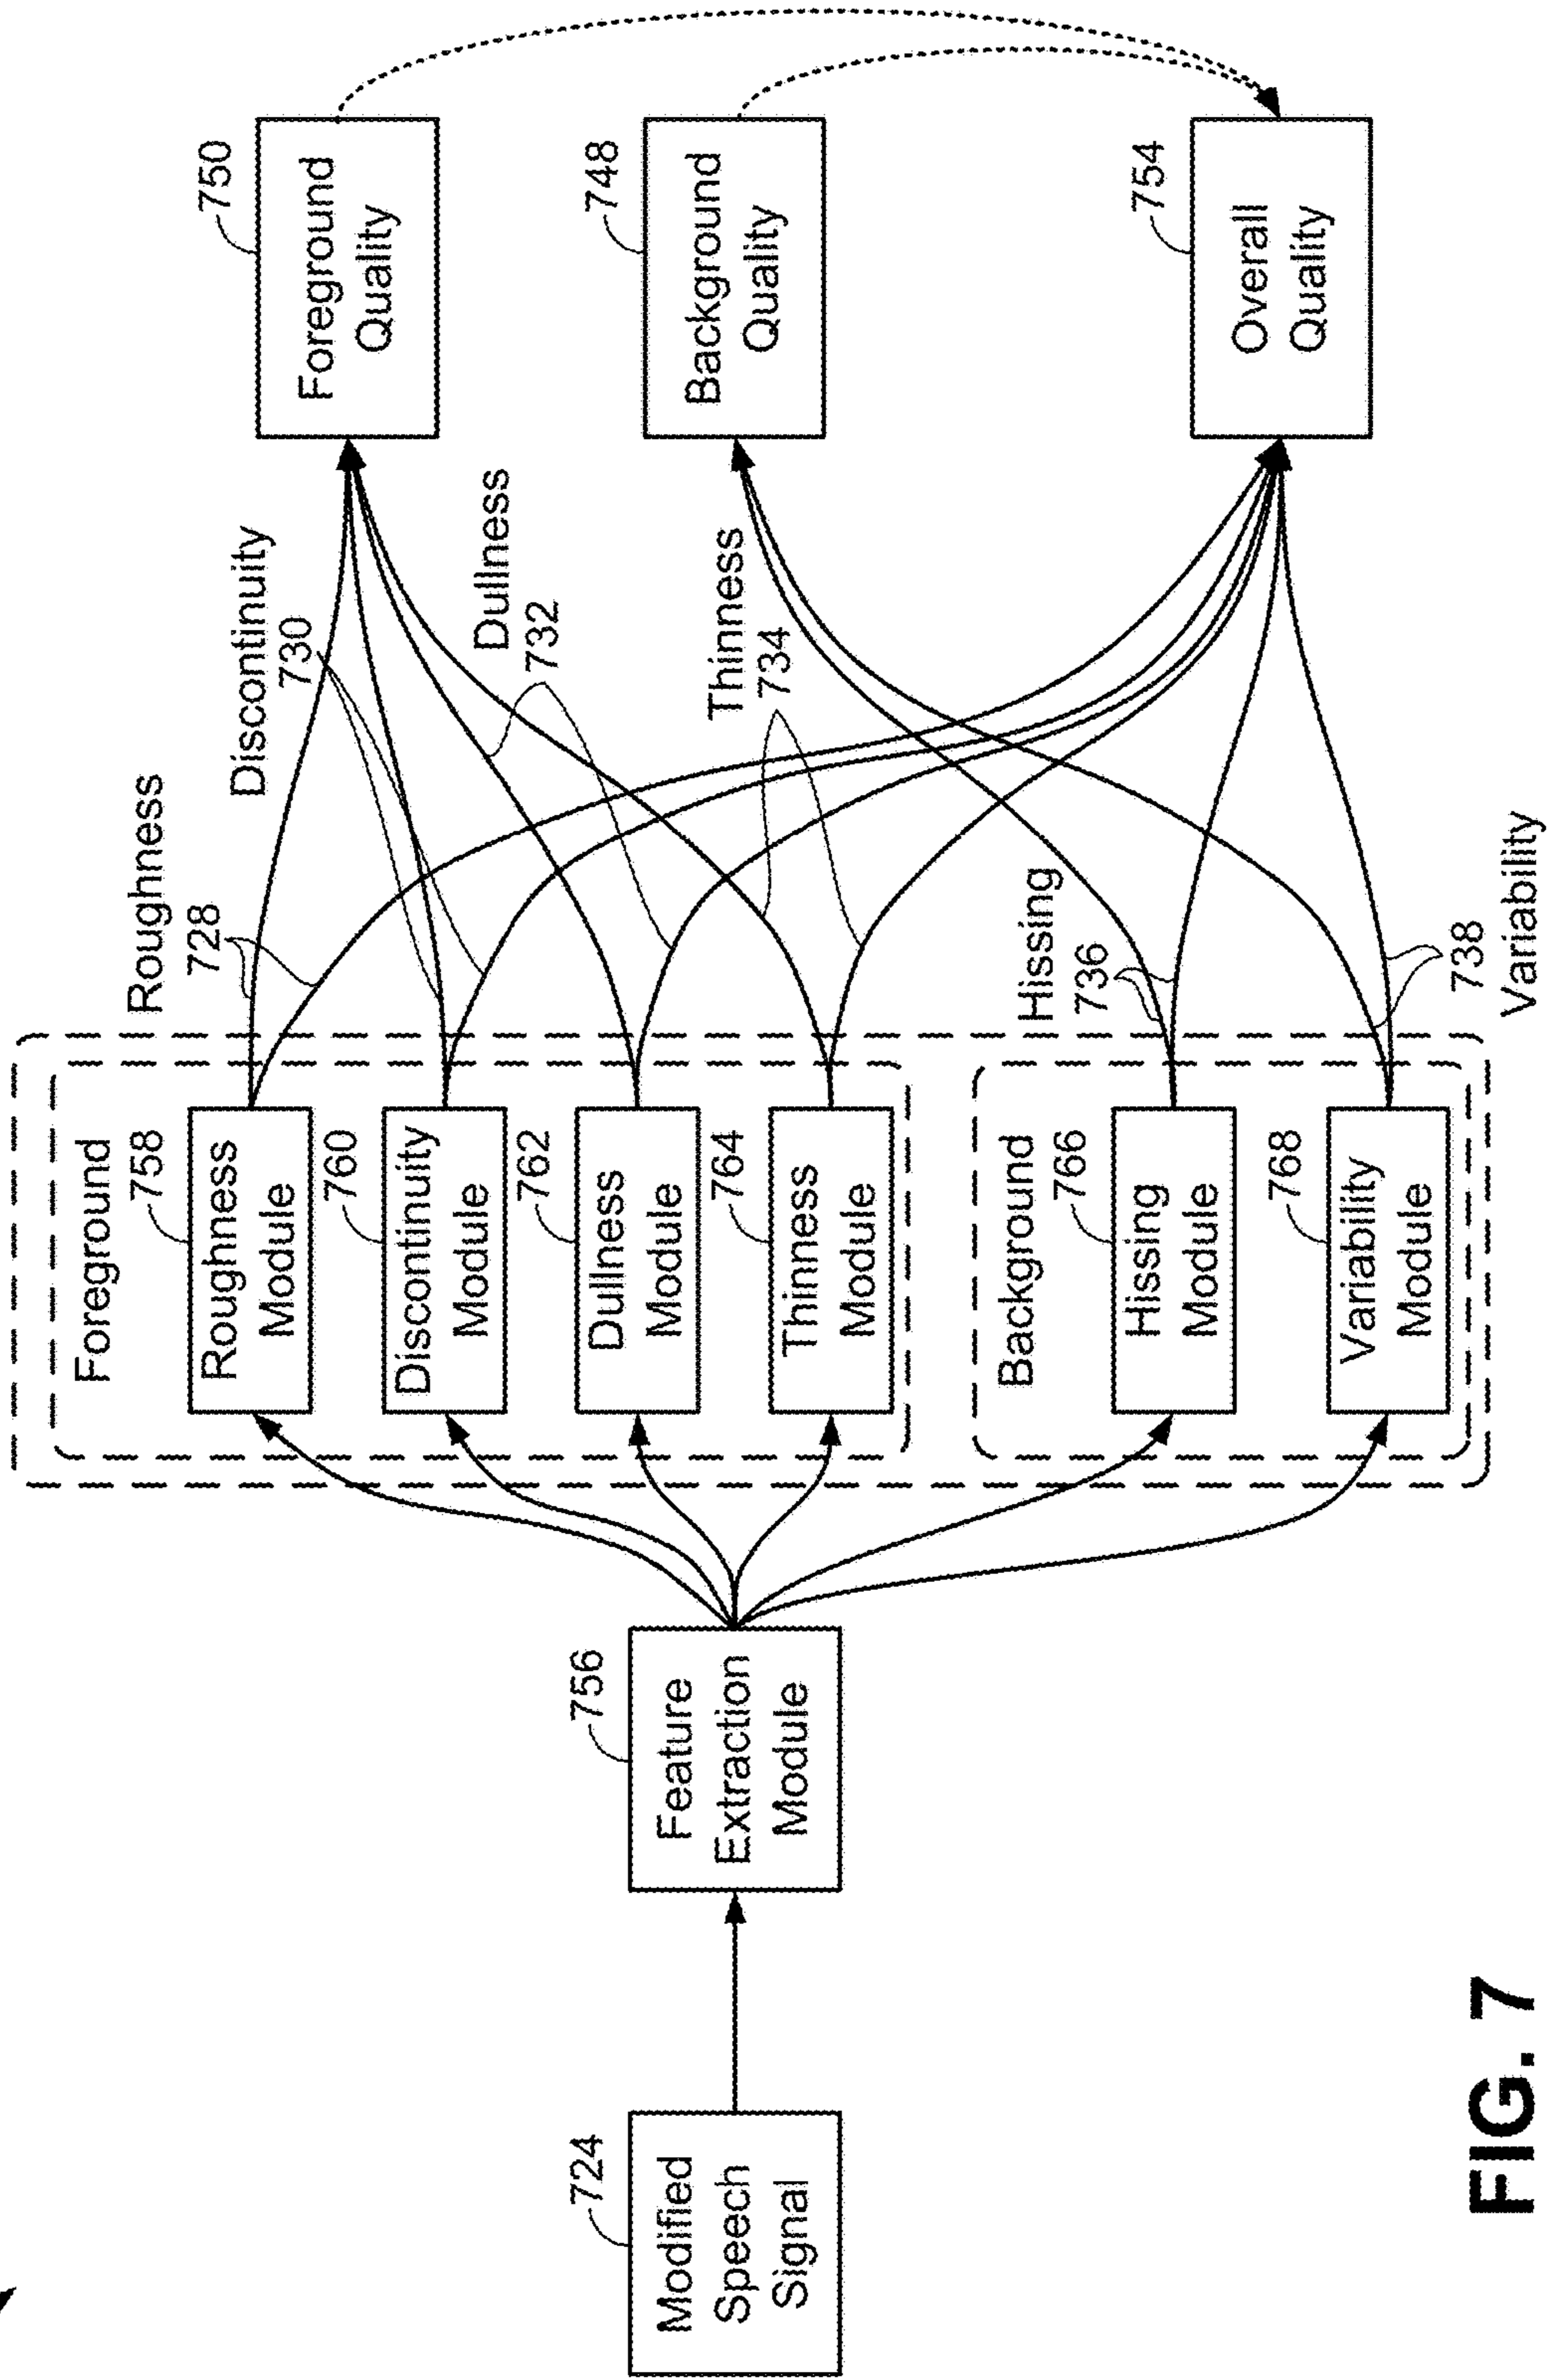 724
Modified
Speech
Signal
756
Feature
Extraction
Module
Foreground
758
Roughness
Module
760
Discontinuity
Module
762
Dullness
Module
764
Thinness
Module
Background
766
Hissing
Module
768
Variability
Module
Roughness
728
Discontinuity
730
Dullness
732
Thinness
734
Hissing
736
738
Variability
750
Foreground
Quality
748
Background
Quality
754
Overall
Quality
FIG. 7